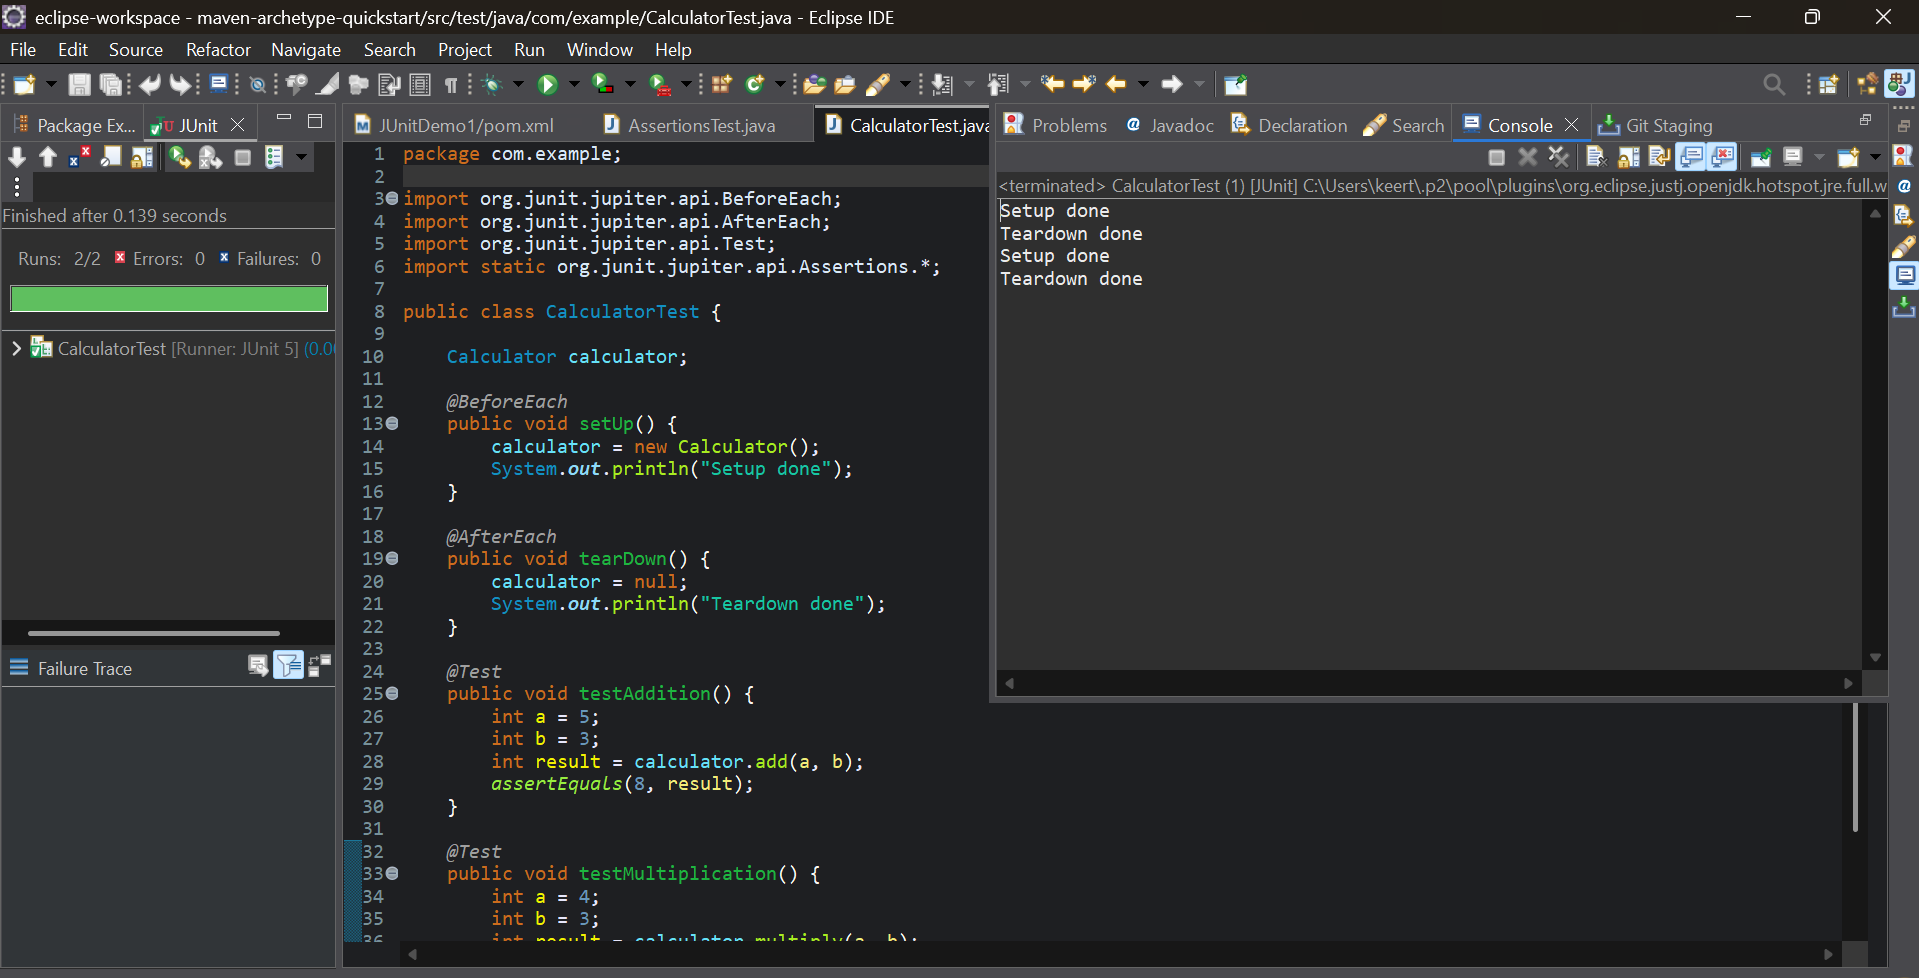 eclipse-workspace - maven-archetype-quickstart/src/test/java/com/example/CalculatorTest.java - Eclipse IDE
File Edit Source Refactor Navigate Search Project Run Window Help
Package Ex... JUnit
Finished after 0.139 seconds
Runs: 2/2 Errors: 0 Failures: 0
CalculatorTest [Runner: JUnit 5]
Failure Trace
JUnitDemo1/pom.xml AssertionsTest.java CalculatorTest.java
1 package com.example;
2
3 import org.junit.jupiter.api.BeforeEach;
4 import org.junit.jupiter.api.AfterEach;
5 import org.junit.jupiter.api.Test;
6 import static org.junit.jupiter.api.Assertions.*;
7
8 public class CalculatorTest {
9
10 Calculator calculator;
11
12 @BeforeEach
13 public void setUp() {
14 calculator = new Calculator();
15 System.out.println("Setup done");
16 }
17
18 @AfterEach
19 public void tearDown() {
20 calculator = null;
21 System.out.println("Teardown done");
22 }
23
24 @Test
25 public void testAddition() {
26 int a = 5;
27 int b = 3;
28 int result = calculator.add(a, b);
29 assertEquals(8, result);
30 }
31
32 @Test
33 public void testMultiplication() {
34 int a = 4;
35 int b = 3;
36 int result = calculator.multiply(a, b);
Problems Javadoc Declaration Search Console Git Staging
<terminated> CalculatorTest (1) [JUnit] C:\Users\keert\.p2\pool\plugins\org.eclipse.justj.openjdk.hotspot.jre.full.w
Setup done
Teardown done
Setup done
Teardown done